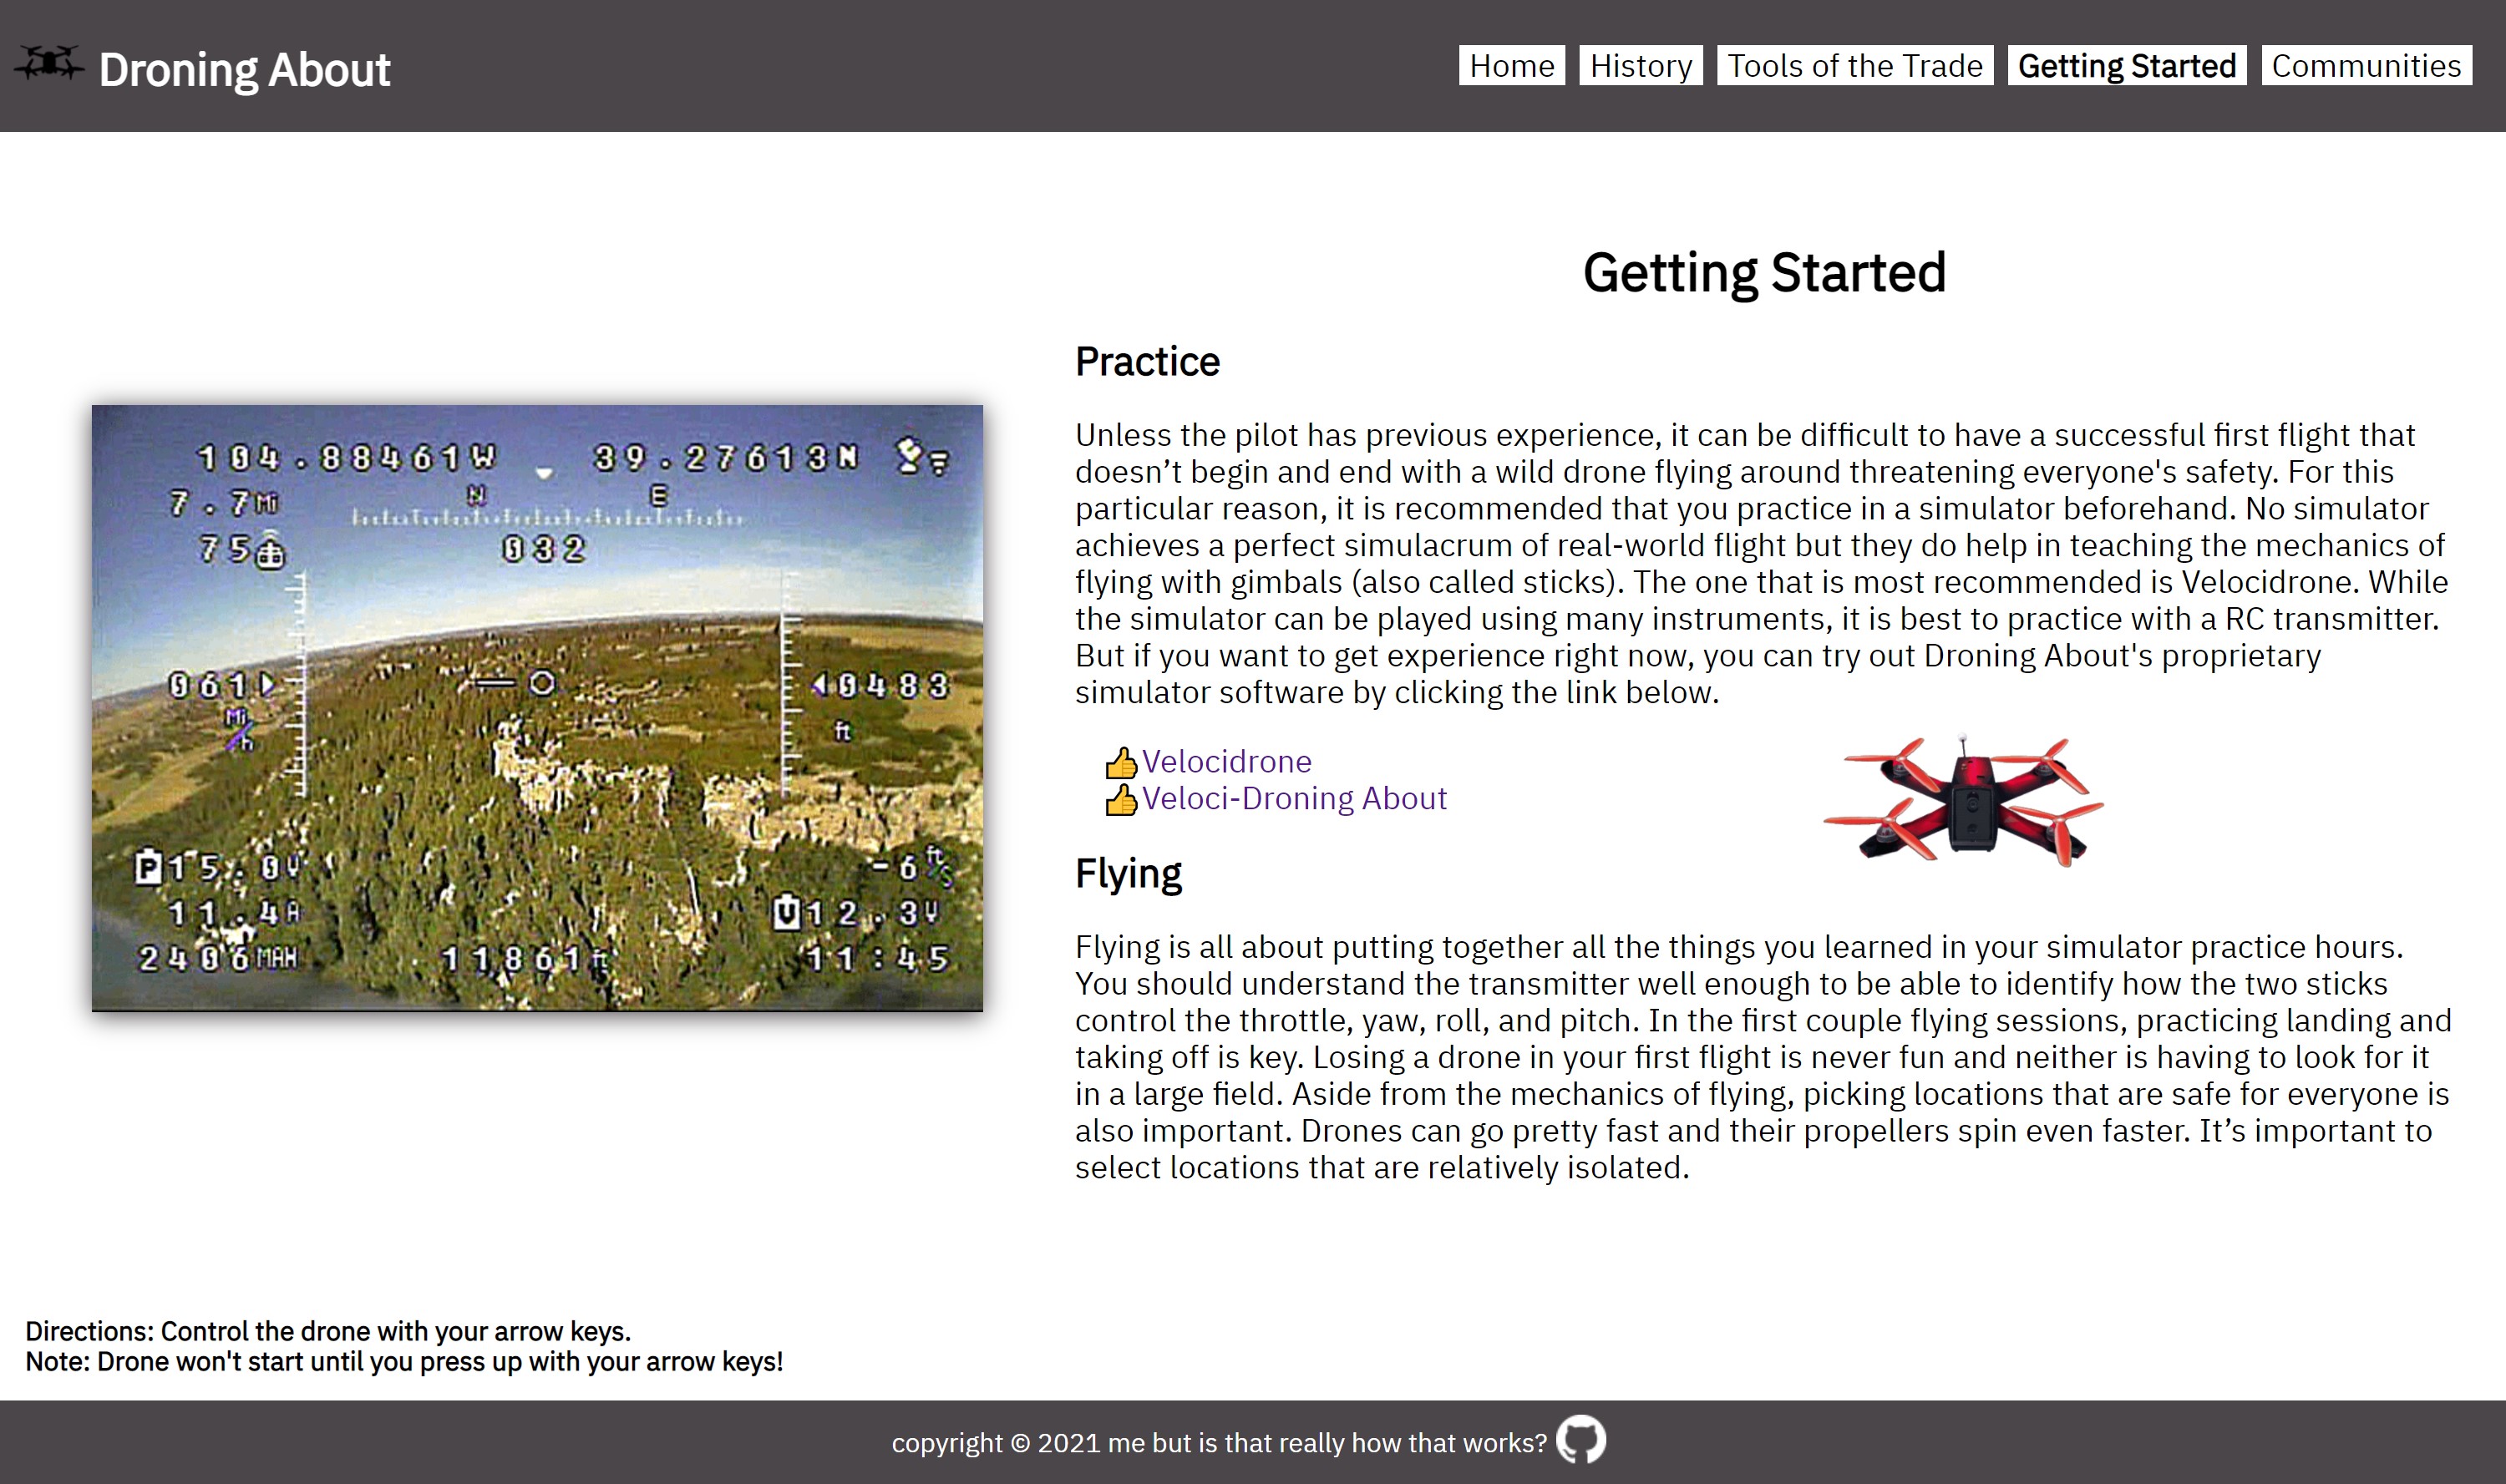 Droning About
Home History Tools of the Trade Getting Started Communities
Getting Started
Practice
Unless the pilot has previous experience, it can be difficult to have a successful first flight that
doesn’t begin and end with a wild drone flying around threatening everyone's safety. For this
particular reason, it is recommended that you practice in a simulator beforehand. No simulator
achieves a perfect simulacrum of real-world flight but they do help in teaching the mechanics of
flying with gimbals (also called sticks). The one that is most recommended is Velocidrone. While
the simulator can be played using many instruments, it is best to practice with a RC transmitter.
But if you want to get experience right now, you can try out Droning About's proprietary
simulator software by clicking the link below.
👍Velocidrone
👍Veloci-Droning About
Flying
Flying is all about putting together all the things you learned in your simulator practice hours.
You should understand the transmitter well enough to be able to identify how the two sticks
control the throttle, yaw, roll, and pitch. In the first couple flying sessions, practicing landing and
taking off is key. Losing a drone in your first flight is never fun and neither is having to look for it
in a large field. Aside from the mechanics of flying, picking locations that are safe for everyone is
also important. Drones can go pretty fast and their propellers spin even faster. It’s important to
select locations that are relatively isolated.
104.88461W 39.27613N
7.7Mi N E
75 032
061 0483
Mi/h ft
P15.0V -6ft/s
11.4A U12.3V
2406MAH 11861ft 11:45
Directions: Control the drone with your arrow keys.
Note: Drone won't start until you press up with your arrow keys!
copyright © 2021 me but is that really how that works?